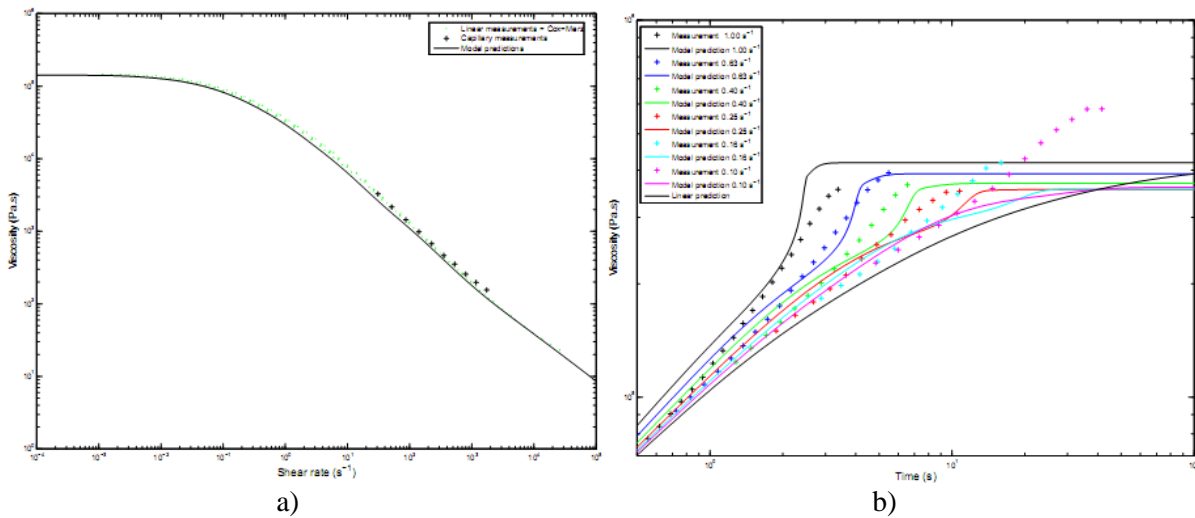 Viscosity (Pa.s)
Linear measurements + Cox-Merz
Capillary measurements
Model predictions
Shear rate (s⁻¹)
a)
Viscosity (Pa.s)
Measurement 1.00 s⁻¹
Model prediction 1.00 s⁻¹
Measurement 0.63 s⁻¹
Model prediction 0.63 s⁻¹
Measurement 0.40 s⁻¹
Model prediction 0.40 s⁻¹
Measurement 0.25 s⁻¹
Model prediction 0.25 s⁻¹
Measurement 0.16 s⁻¹
Model prediction 0.16 s⁻¹
Measurement 0.10 s⁻¹
Model prediction 0.10 s⁻¹
Linear prediction
10⁰ 10¹
Time (s)
b)